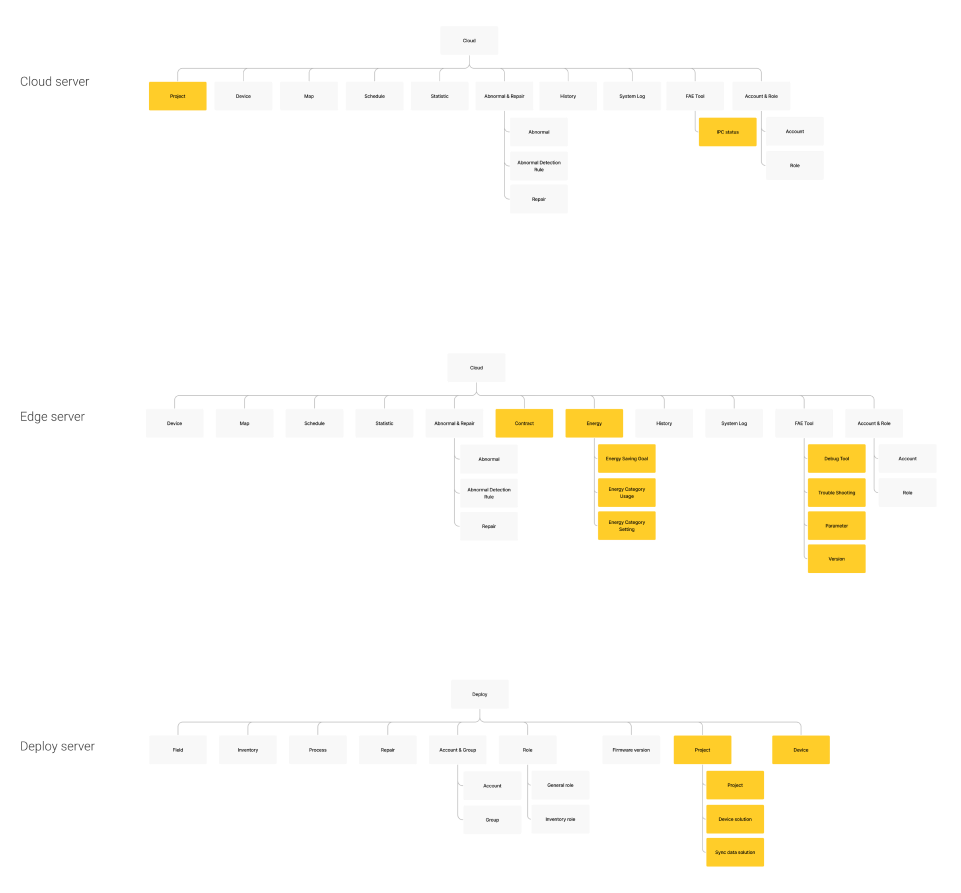 Cloud
Cloud server
Project
Device
Map
Schedule
Statistic
Abnormal & Repair
History
System Log
FAE Tool
Account & Role
Abnormal
IPC status
Account
Abnormal Detection
Rule
Role
Repair
Cloud
Edge server
Device
Map
Schedule
Statistic
Abnormal & Repair
Contract
Energy
History
System Log
FAE Tool
Account & Role
Abnormal
Energy Saving Goal
Debug Tool
Account
Abnormal Detection
Rule
Energy Category
Usage
Trouble Shooting
Role
Repair
Energy Category
Setting
Parameter
Version
Deploy
Deploy server
Field
Inventory
Process
Repair
Account & Group
Role
Firmware version
Project
Device
Account
General role
Project
Group
Inventory role
Device solution
Sync data solution